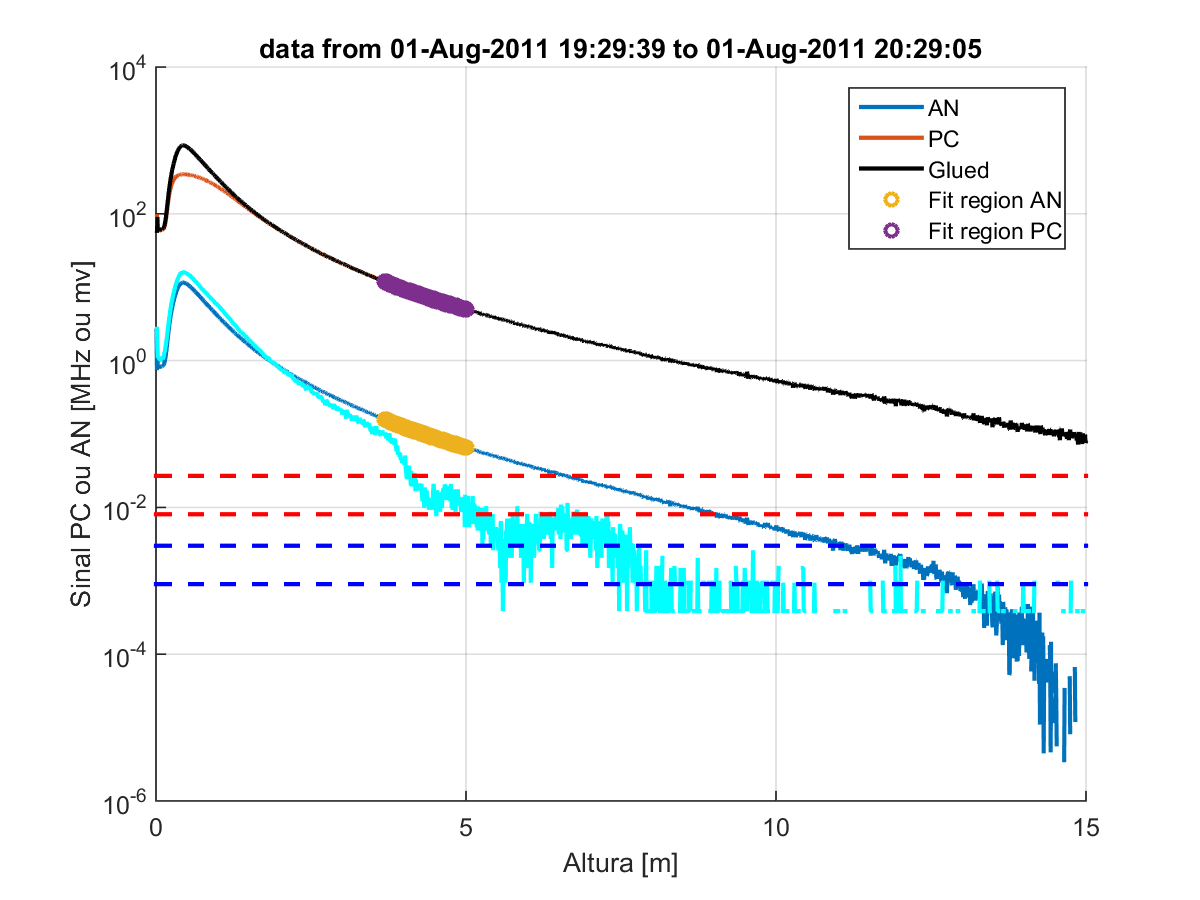 data from 01-Aug-2011 19:29:39 to 01-Aug-2011 20:29:05
AN
PC
Glued
Fit region AN
Fit region PC
Sinal PC ou AN [MHz ou mv]
10^4
10^2
10^0
10^-2
10^-4
10^-6
0 5 10 15
Altura [m]